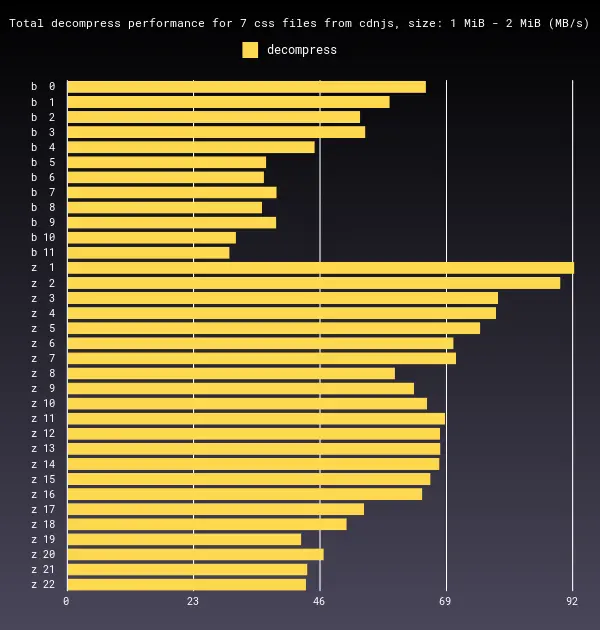 Total decompress performance for 7 css files from cdnjs, size: 1 MiB - 2 MiB (MB/s)
decompress
b 0
b 1
b 2
b 3
b 4
b 5
b 6
b 7
b 8
b 9
b 10
b 11
z 1
z 2
z 3
z 4
z 5
z 6
z 7
z 8
z 9
z 10
z 11
z 12
z 13
z 14
z 15
z 16
z 17
z 18
z 19
z 20
z 21
z 22
0 23 46 69 92